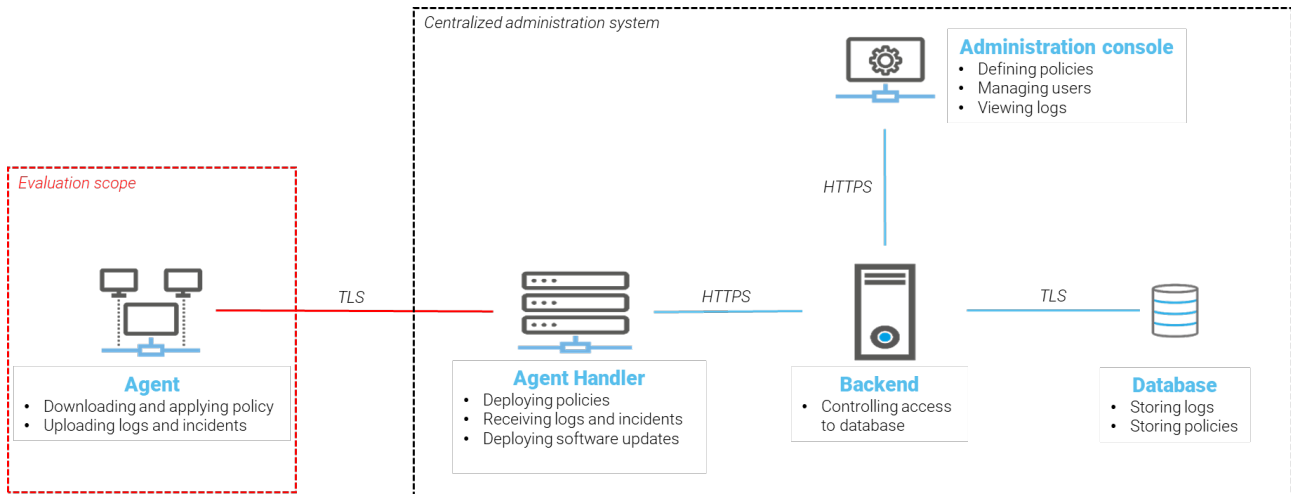 Centralized administration system
Administration console
• Defining policies
• Managing users
• Viewing logs
HTTPS
Evaluation scope
TLS
HTTPS
TLS
Agent
• Downloading and applying policy
• Uploading logs and incidents
Agent Handler
• Deploying policies
• Receiving logs and incidents
• Deploying software updates
Backend
• Controlling access
to database
Database
• Storing logs
• Storing policies